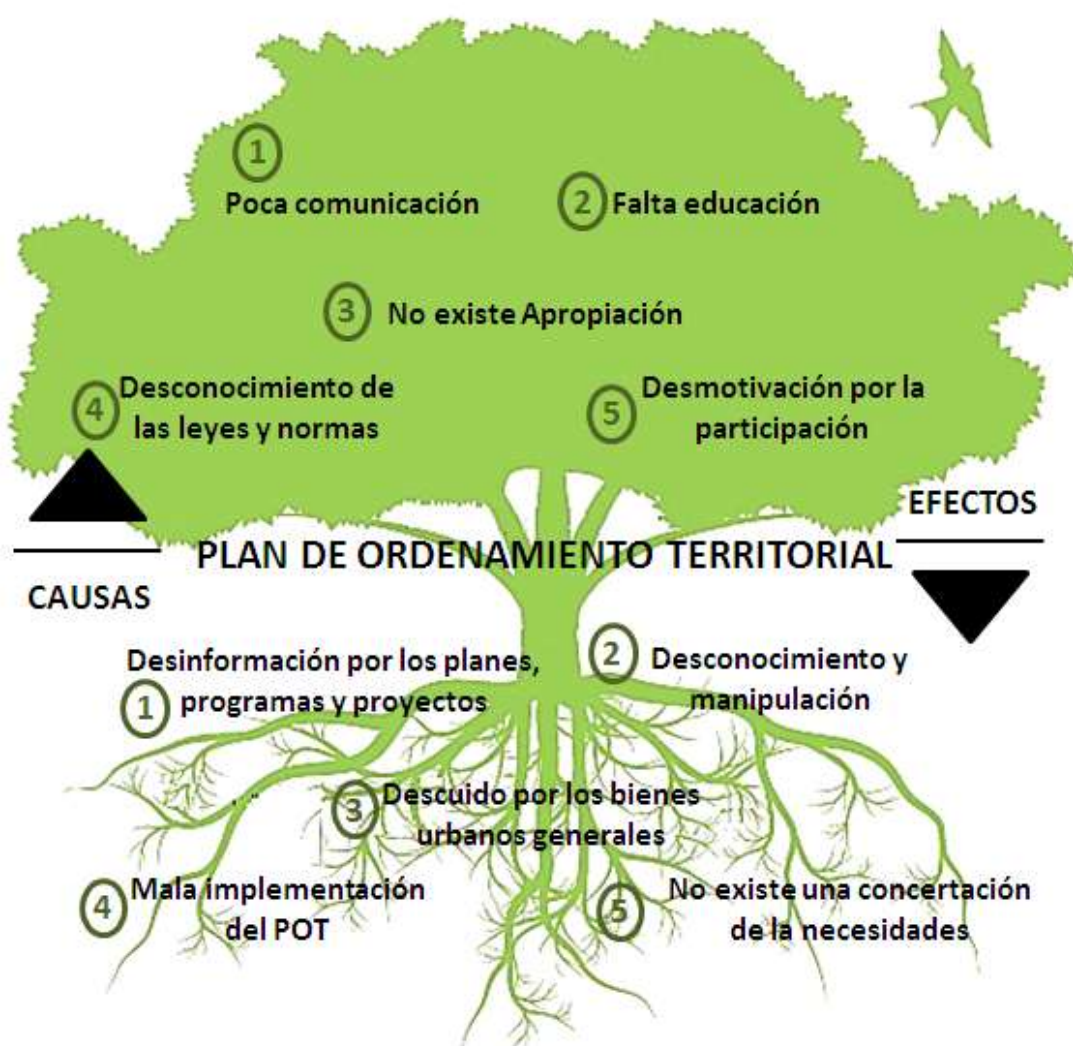 1
Poca comunicación
2 Falta educación
3 No existe Apropiación
4 Desconocimiento de
las leyes y normas
5 Desmotivación por la
participación
EFECTOS
PLAN DE ORDENAMIENTO TERRITORIAL
CAUSAS
Desinformación por los planes,
1 programas y proyectos
2 Desconocimiento y
manipulación
3 Descuido por los bienes
urbanos generales
4 Mala implementación
del POT
5 No existe una concertación
de la necesidades